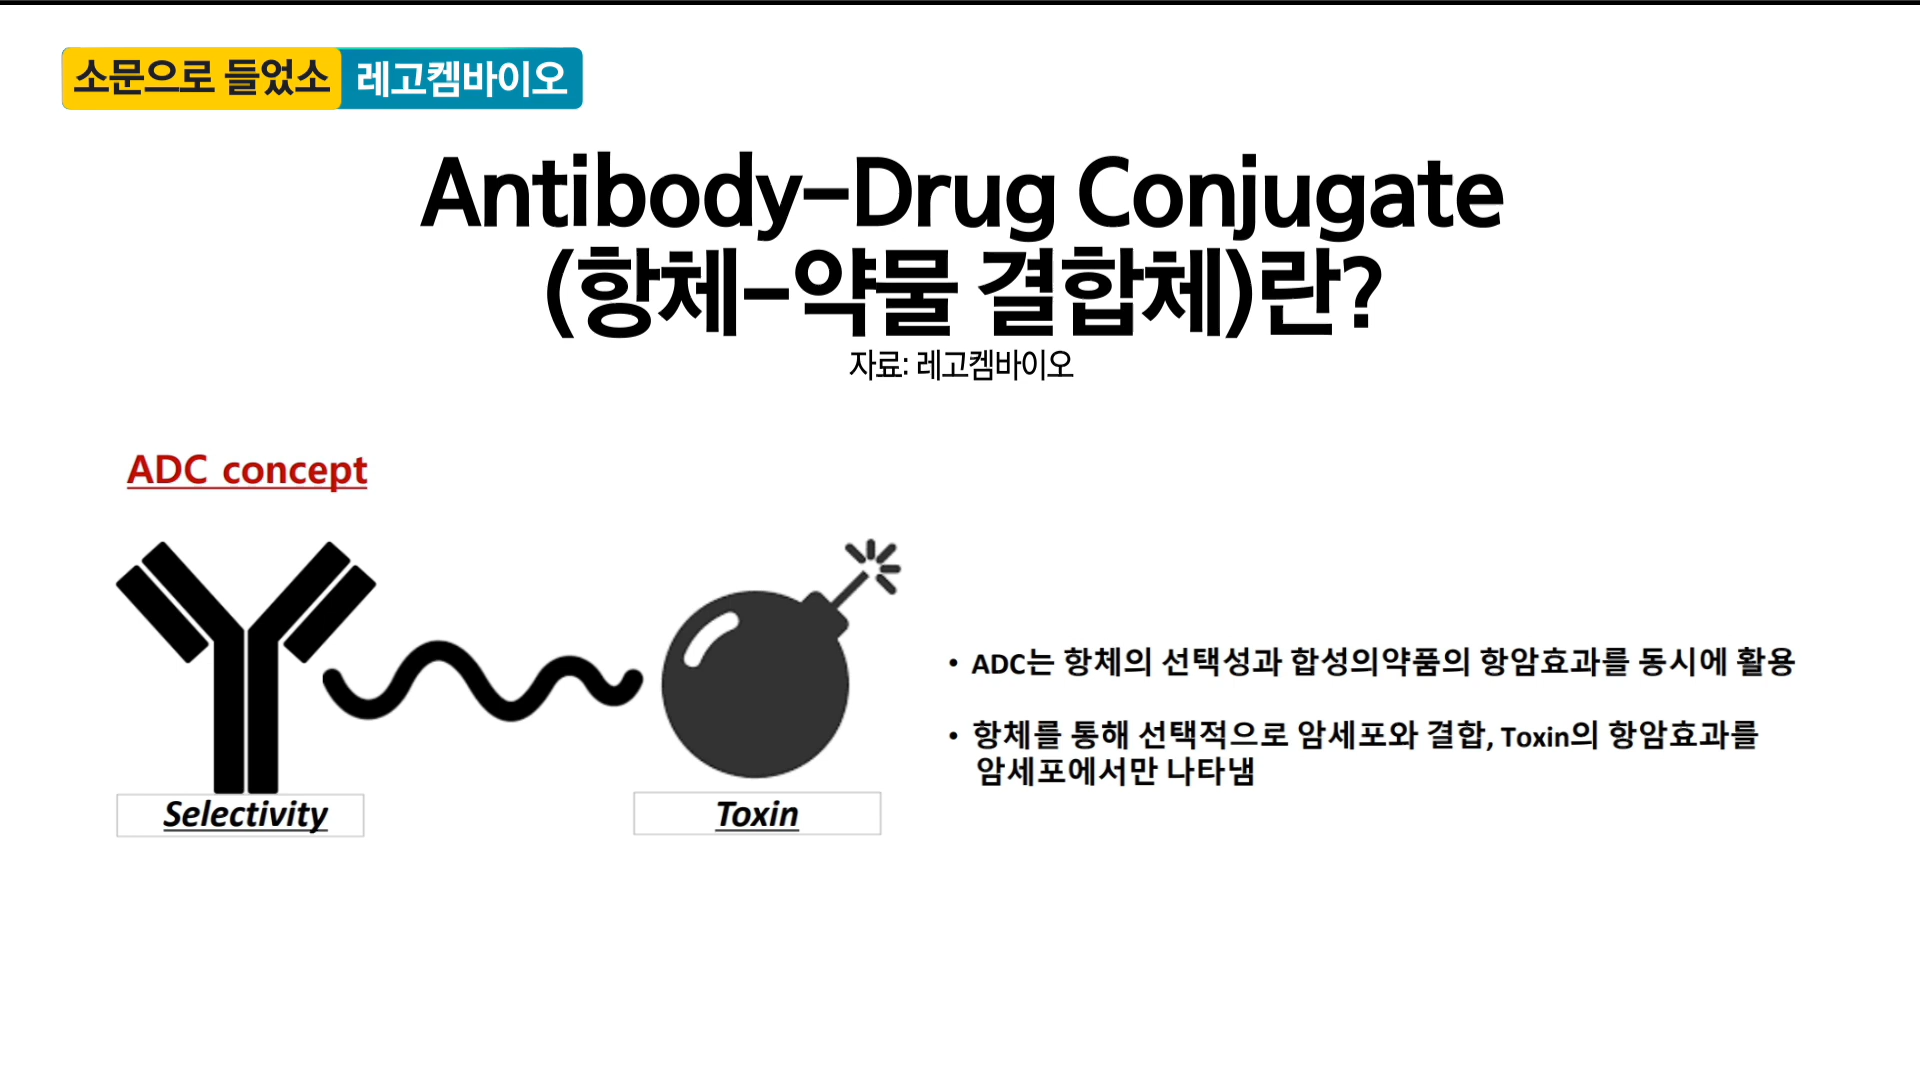 소문으로 들었소 레고켐바이오
Antibody-Drug Conjugate
(항체-약물 결합체)란?
자료: 레고켐바이오
ADC concept
Selectivity
Toxin
• ADC는 항체의 선택성과 합성의약품의 항암효과를 동시에 활용
• 항체를 통해 선택적으로 암세포와 결합, Toxin의 항암효과를
암세포에서만 나타냄